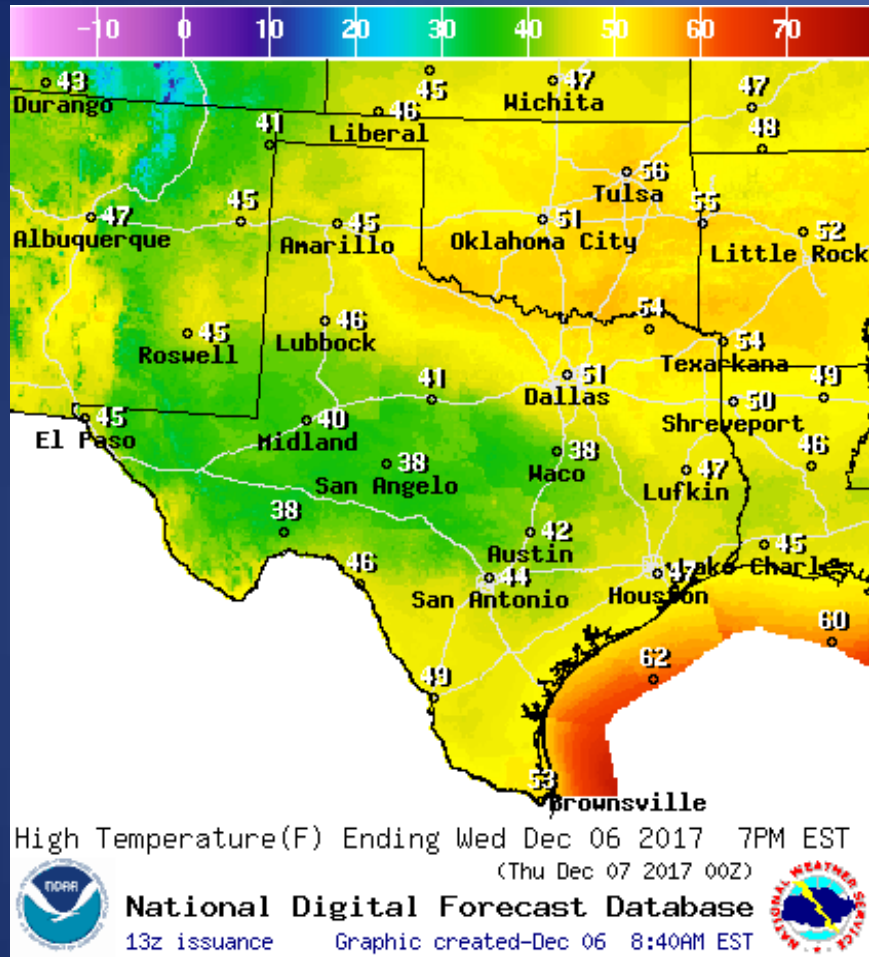 -10 0 10 20 30 40 50 60 70
43 45 47 47
Durango Wichita
46
Liberal
41 48
56
Tulsa
47 45 45 51 55 52
Albuquerque Amarillo Oklahoma City Little Rock
45 46 54 54
Roswell Lubbock Texarkana
41 51 50 49
Dallas Shreveport
45 40
El Paso Midland
38 38 47 46
San Angelo Waco Lufkin
38 42 45
Austin Lake Charles
46 44 47
San Antonio Houston
60
49 62
53
Brownsville
High Temperature(F) Ending Wed Dec 06 2017 7PM EST
(Thu Dec 07 2017 00Z)
NOAA
National Digital Forecast Database
13z issuance Graphic created-Dec 06 8:40AM EST
NATIONAL WEATHER SERVICE